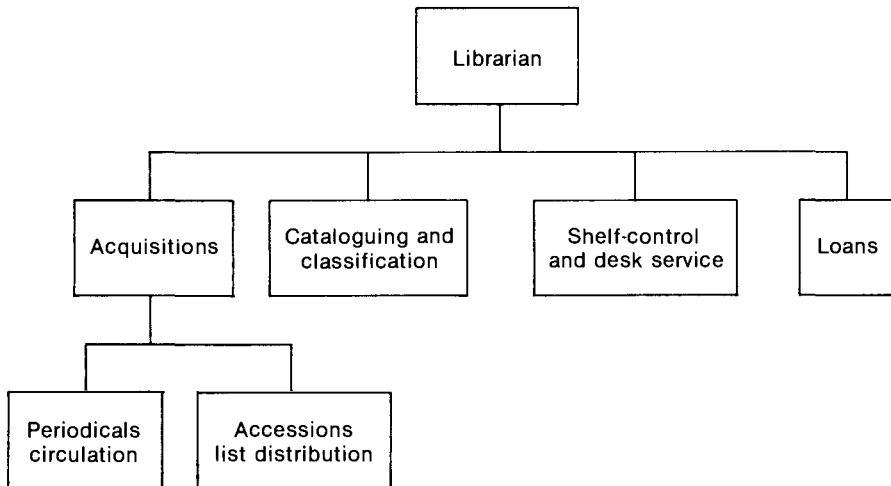 Librarian
Acquisitions
Cataloguing and
classification
Shelf-control
and desk service
Loans
Periodicals
circulation
Accessions
list distribution